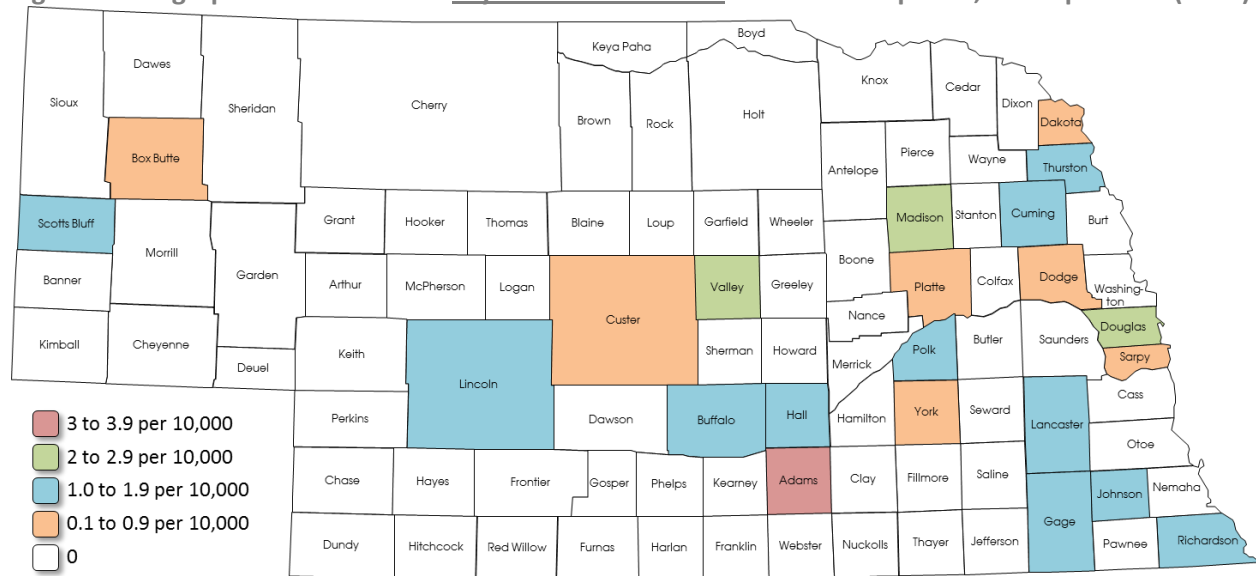 Keya Paha
Boyd
Dawes
Knox
Cedar
Sioux
Sheridan
Cherry
Dixon
Brown
Rock
Holt
Dakota
Box Butte
Antelope
Pierce
Wayne
Thurston
Scotts Bluff
Grant
Hooker
Thomas
Blaine
Loup
Garfield
Wheeler
Madison
Stanton
Cuming
Burt
Morrill
Banner
Garden
Arthur
McPherson
Logan
Valley
Greeley
Boone
Platte
Colfax
Dodge
Washing-
ton
Custer
Nance
Douglas
Kimball
Cheyenne
Deuel
Keith
Lincoln
Sherman
Howard
Merrick
Polk
Butler
Saunders
Sarpy
Perkins
Dawson
Buffalo
Hall
Hamilton
York
Seward
Lancaster
Cass
Otoe
3 to 3.9 per 10,000
2 to 2.9 per 10,000
1.0 to 1.9 per 10,000
0.1 to 0.9 per 10,000
0
Chase
Hayes
Frontier
Gosper
Phelps
Kearney
Adams
Clay
Fillmore
Saline
Gage
Johnson
Nemaha
Dundy
Hitchcock
Red Willow
Furnas
Harlan
Franklin
Webster
Nuckolls
Thayer
Jefferson
Pawnee
Richardson